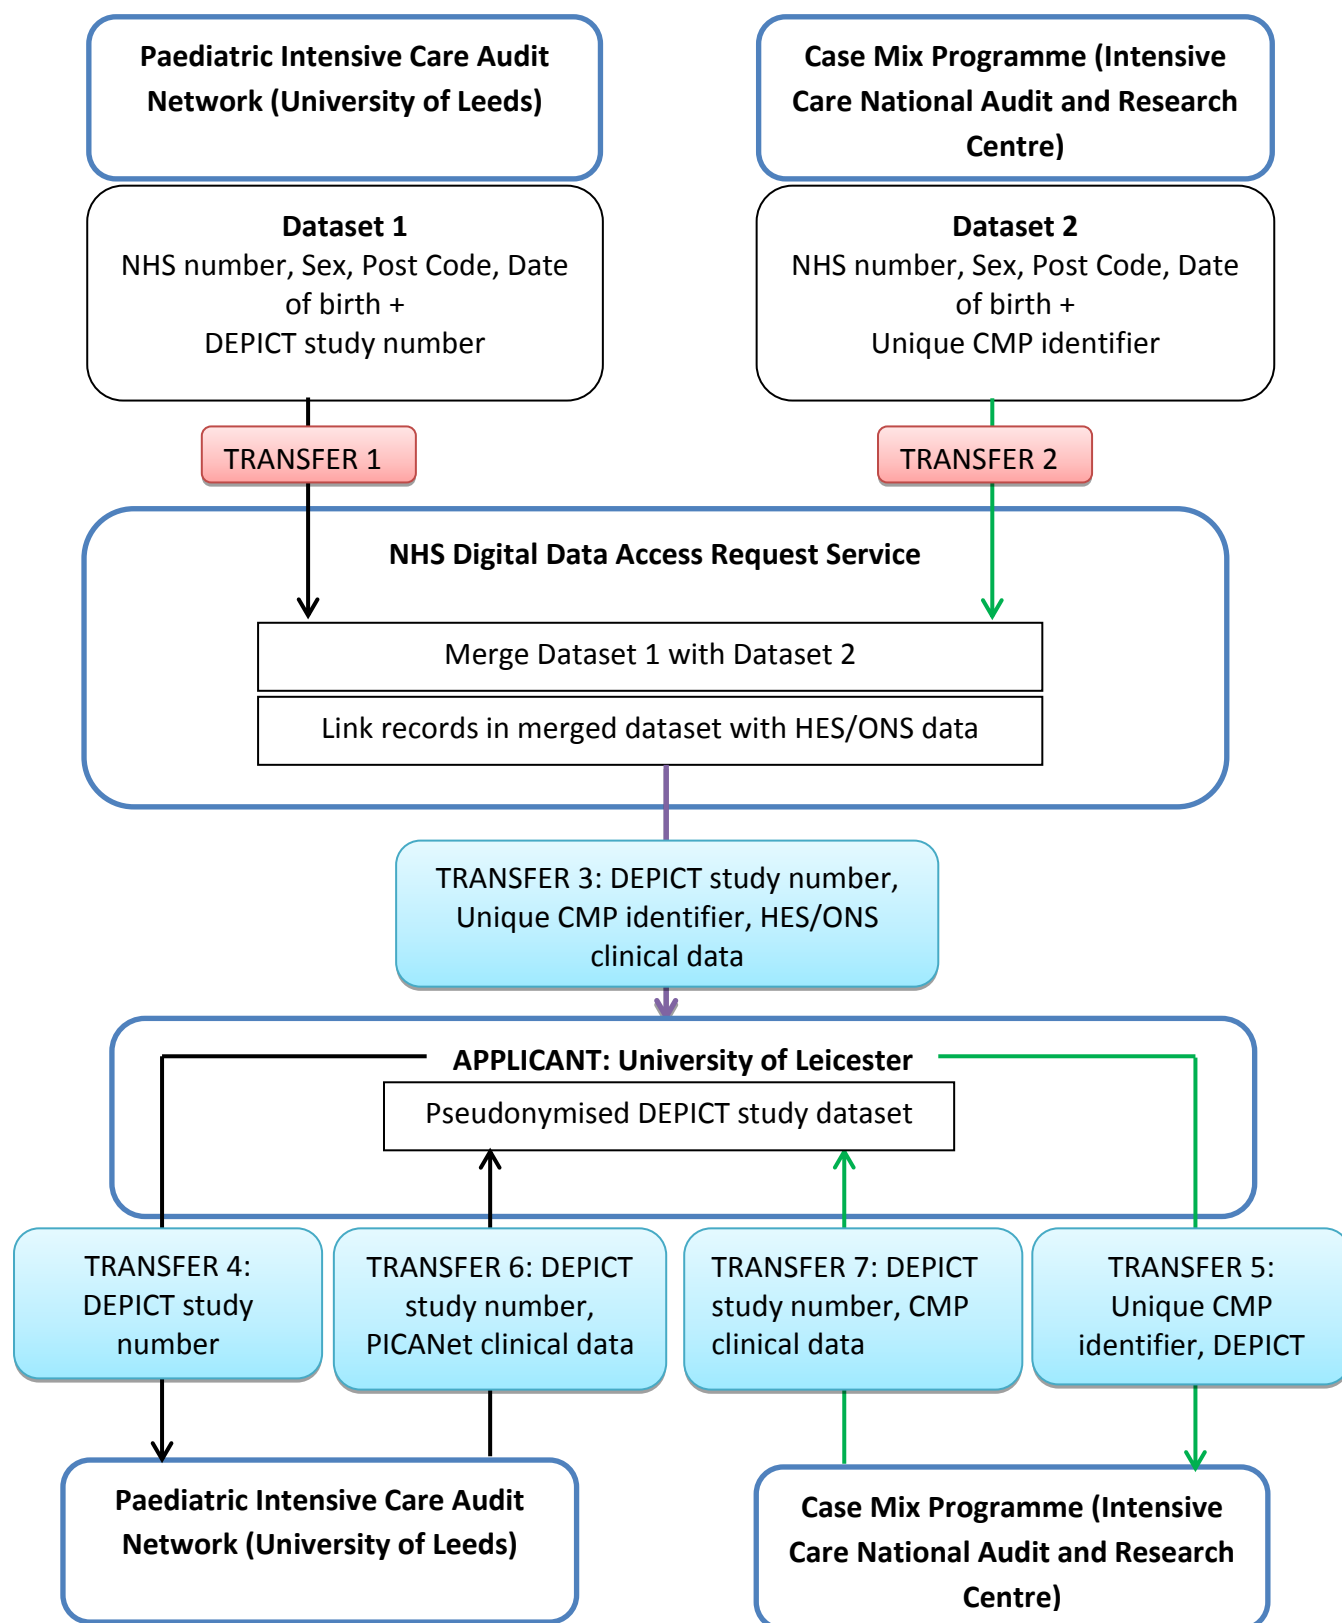 Paediatric Intensive Care Audit
Network (University of Leeds)
Case Mix Programme (Intensive
Care National Audit and Research
Centre)
Dataset 1
NHS number, Sex, Post Code, Date
of birth +
DEPICT study number
Dataset 2
NHS number, Sex, Post Code, Date
of birth +
Unique CMP identifier
TRANSFER 1
TRANSFER 2
NHS Digital Data Access Request Service
Merge Dataset 1 with Dataset 2
Link records in merged dataset with HES/ONS data
TRANSFER 3: DEPICT study number,
Unique CMP identifier, HES/ONS
clinical data
APPLICANT: University of Leicester
Pseudonymised DEPICT study dataset
TRANSFER 4:
DEPICT study
number
TRANSFER 6: DEPICT
study number,
PICANet clinical data
TRANSFER 7: DEPICT
study number, CMP
clinical data
TRANSFER 5:
Unique CMP
identifier, DEPICT
Paediatric Intensive Care Audit
Network (University of Leeds)
Case Mix Programme (Intensive
Care National Audit and Research
Centre)